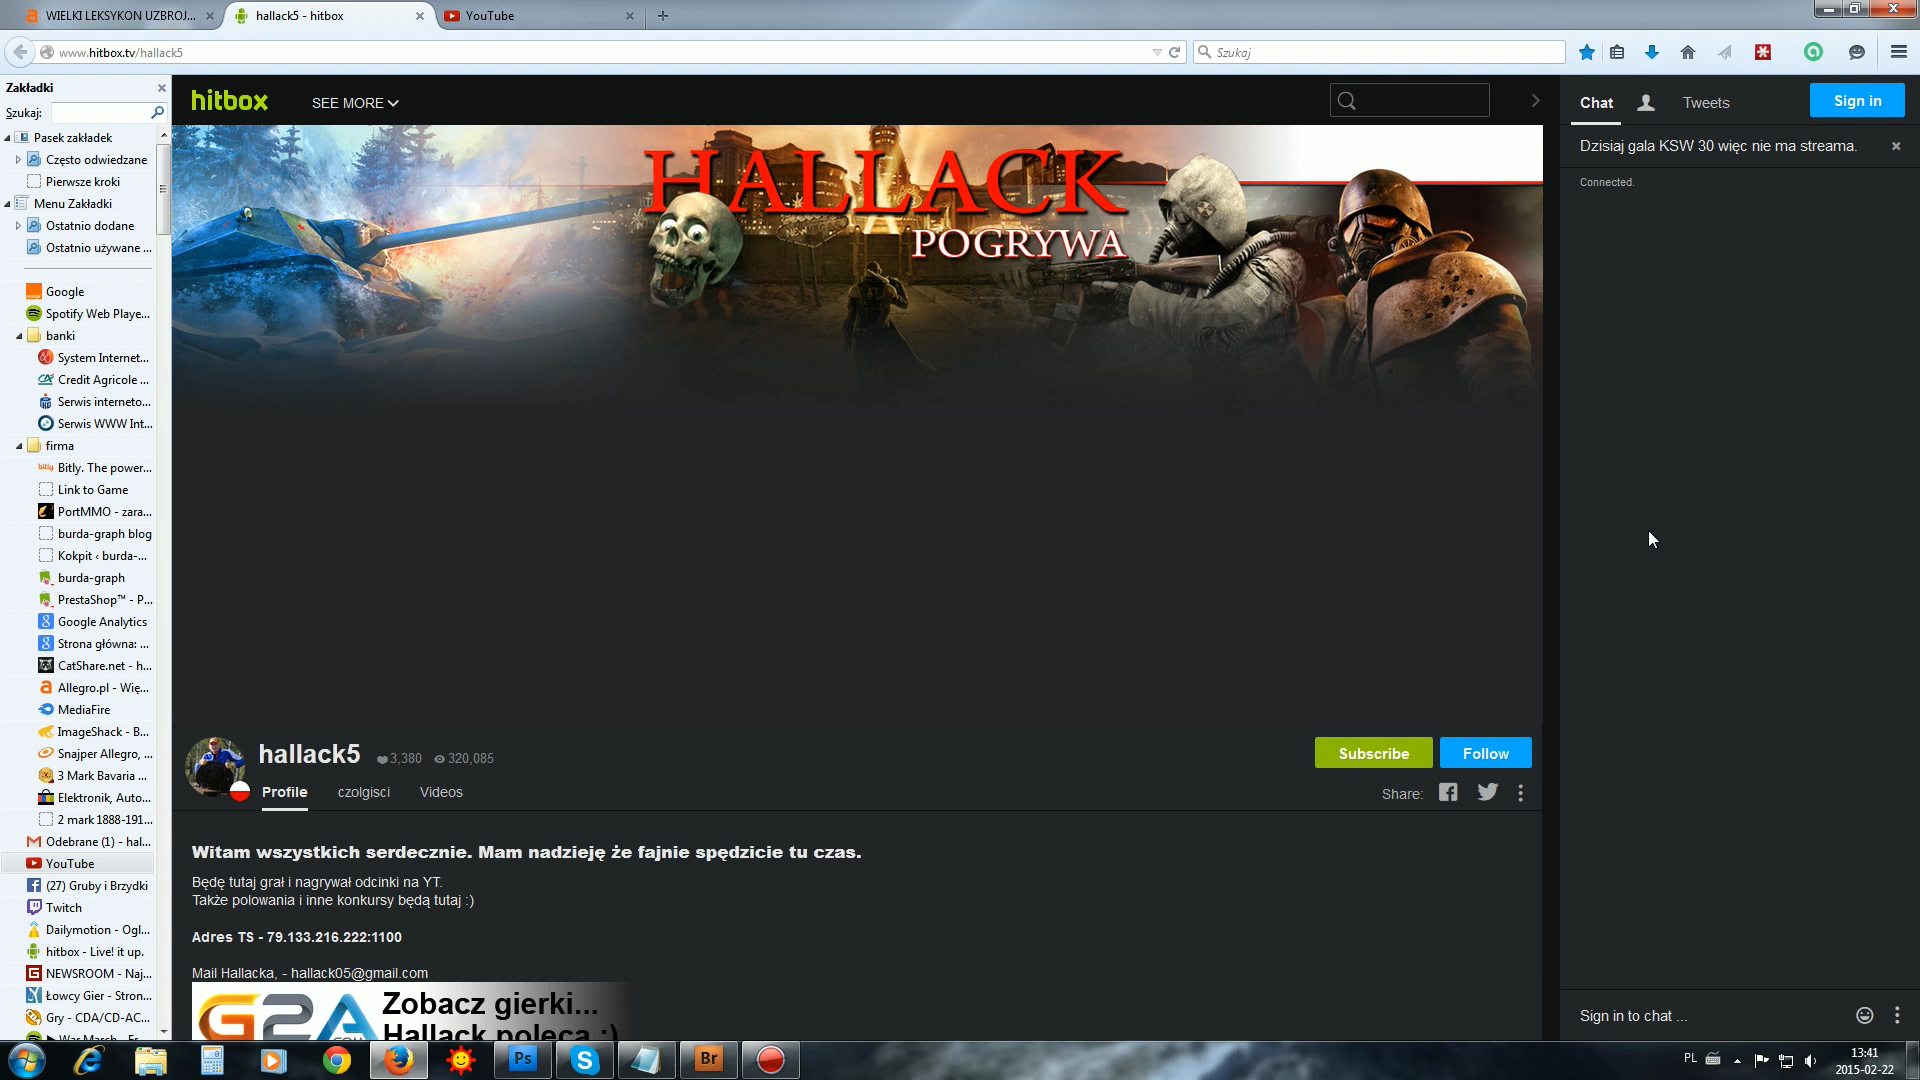 WIELKI LEKSYKON UZBROJ...
hallack5 - hitbox
YouTube
www.hitbox.tv/hallack5
Szukaj
Zakładki
Szukaj:
Pasek zakładek
Często odwiedzane
Pierwsze kroki
Menu Zakładki
Ostatnio dodane
Ostatnio używane ...
Google
Spotify Web Playe...
banki
System Internet...
Credit Agricole ...
Serwis interneto...
Serwis WWW Int...
firma
Bitly. The power...
Link to Game
PortMMO - zara...
burda-graph blog
Kokpit ‹ burda-...
burda-graph
PrestaShop™ - P...
Google Analytics
Strona główna: ...
CatShare.net - h...
Allegro.pl - Wię...
MediaFire
ImageShack - B...
Snajper Allegro, ...
3 Mark Bavaria ...
Elektronik, Auto...
2 mark 1888-191...
Odebrane (1) - hal...
YouTube
(27) Gruby i Brzydki
Twitch
Dailymotion - Ogl...
hitbox - Live! it up.
NEWSROOM - Naj...
Łowcy Gier - Stron...
Gry - CDA/CD-AC...
hitbox
SEE MORE
HALLACK
POGRYWA
NEW
hallack5
3,380
320,085
Subscribe
Follow
Profile
czolgisci
Videos
Share:
Witam wszystkich serdecznie. Mam nadzieję że fajnie spędzicie tu czas.
Będę tutaj grał i nagrywał odcinki na YT.
Także polowania i inne konkursy będą tutaj :)
Adres TS - 79.133.216.222:1100
Mail Hallacka, - hallack05@gmail.com
G2A
Zobacz gierki...
Hallack poleca :)
Chat
Tweets
Sign in
Dzisiaj gala KSW 30 więc nie ma streama.
Connected.
Sign in to chat ...
Ps
Br
PL
13:41
2015-02-22